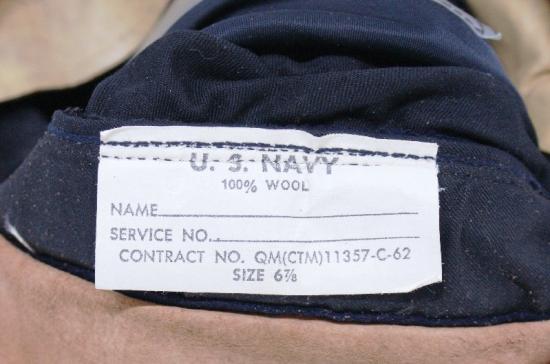 U. S. NAVY
100% WOOL
NAME
SERVICE NO.
CONTRACT NO. QM(CTM)11357-C-62
SIZE 6⅞